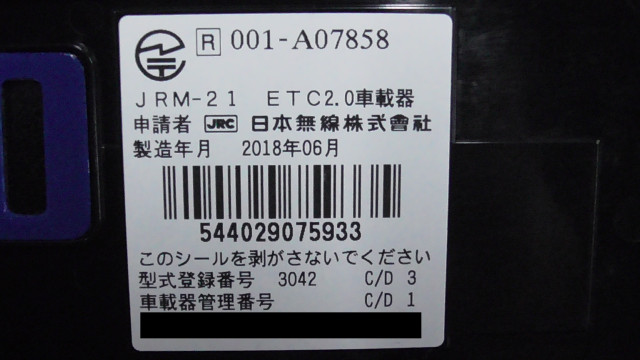 R 001-A07858
JRM-21 ETC2.0車載器
申請者 JRC 日本無線株式會社
製造年月 2018年06月
544029075933
このシールを剥がさないでください
型式登録番号 3042 C/D 3
車載器管理番号 C/D 1